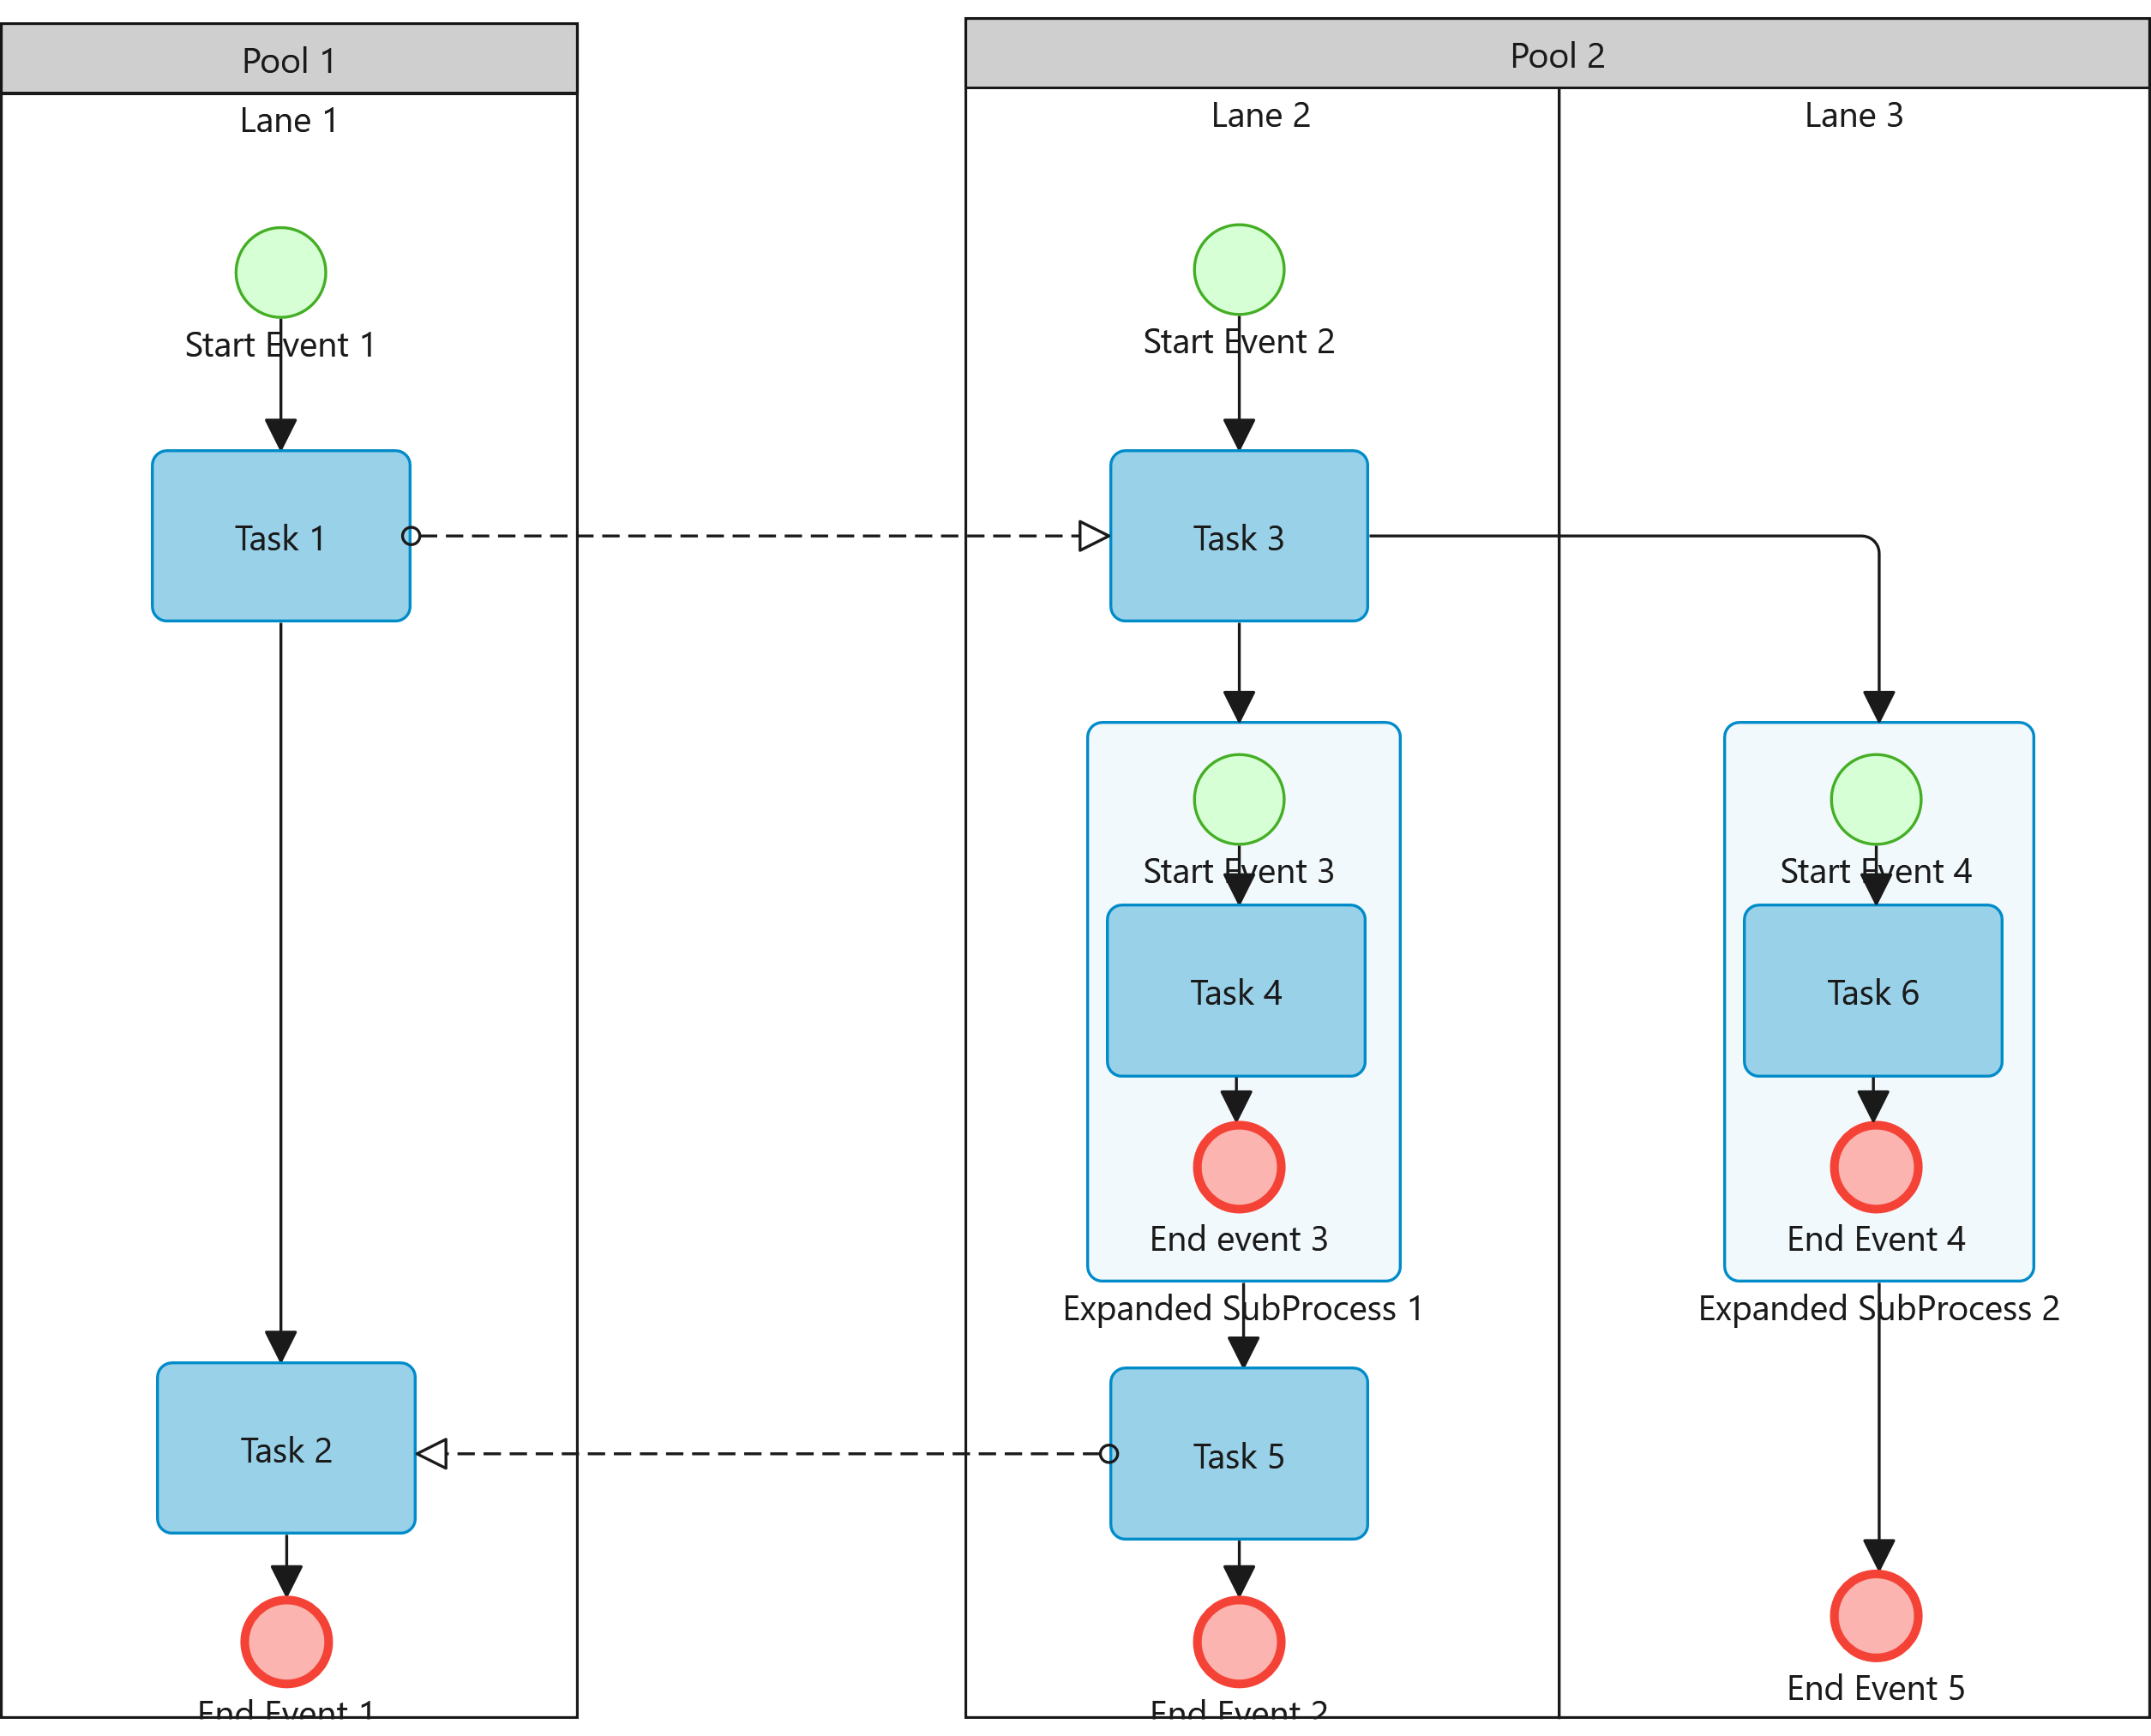 Pool 1
Lane 1
Start Event 1
Task 1
Task 2
End Event 1
Pool 2
Lane 2
Lane 3
Start Event 2
Task 3
Start Event 3
Task 4
End event 3
Expanded SubProcess 1
Task 5
End Event 2
Start Event 4
Task 6
End Event 4
Expanded SubProcess 2
End Event 5